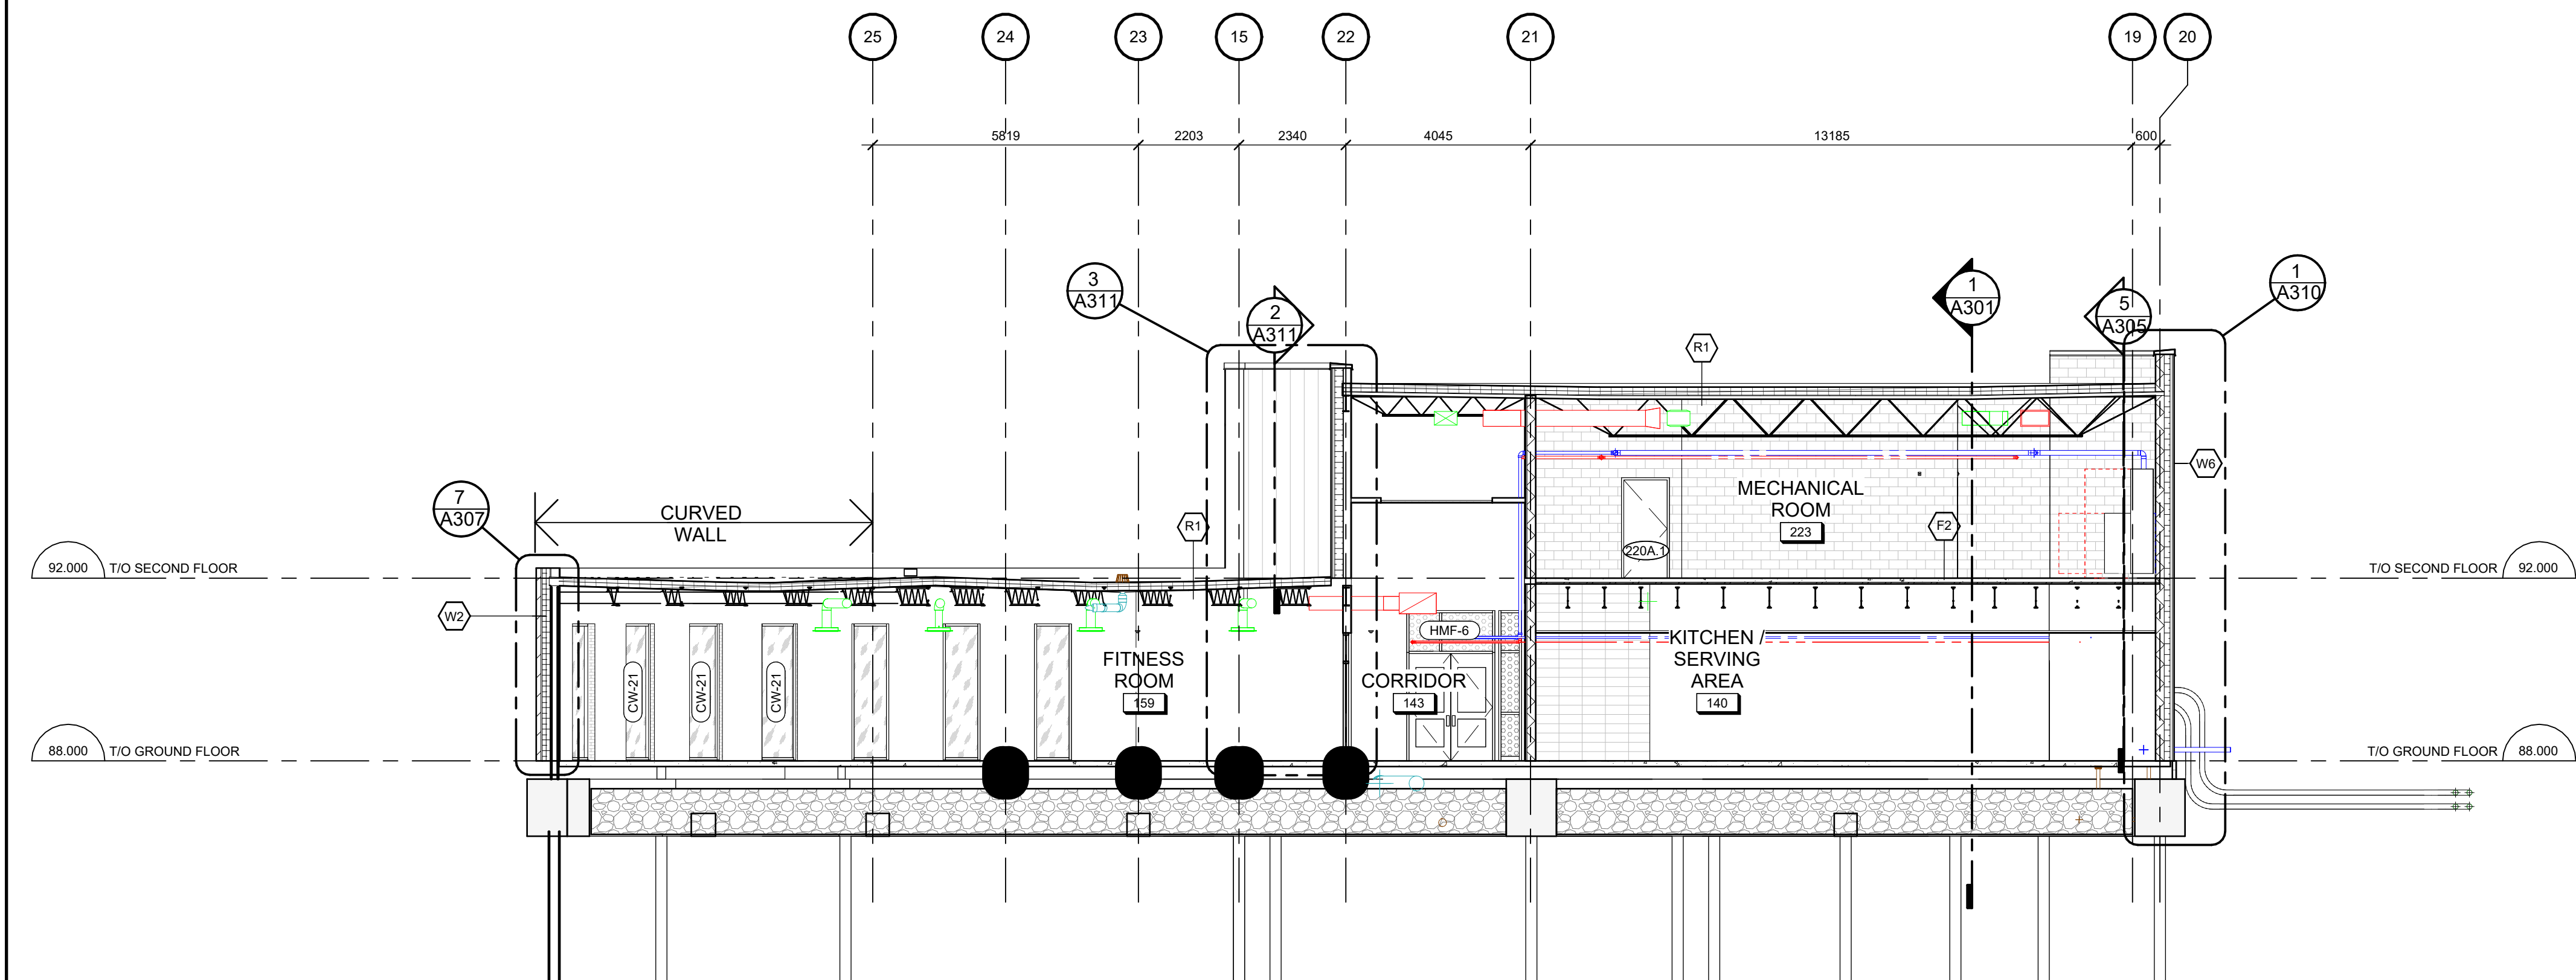 25
24
23
15
22
21
19
20
5819
2203
2340
4045
13185
600
3
A311
2
A311
1
A301
5
A305
1
A310
R1
7
A307
CURVED
WALL
R1
MECHANICAL
ROOM
223
220A.1
F2
W6
92.000
T/O SECOND FLOOR
T/O SECOND FLOOR
92.000
W2
CW-21
CW-21
CW-21
FITNESS
ROOM
159
HMF-6
CORRIDOR
143
KITCHEN /
SERVING
AREA
140
88.000
T/O GROUND FLOOR
T/O GROUND FLOOR
88.000